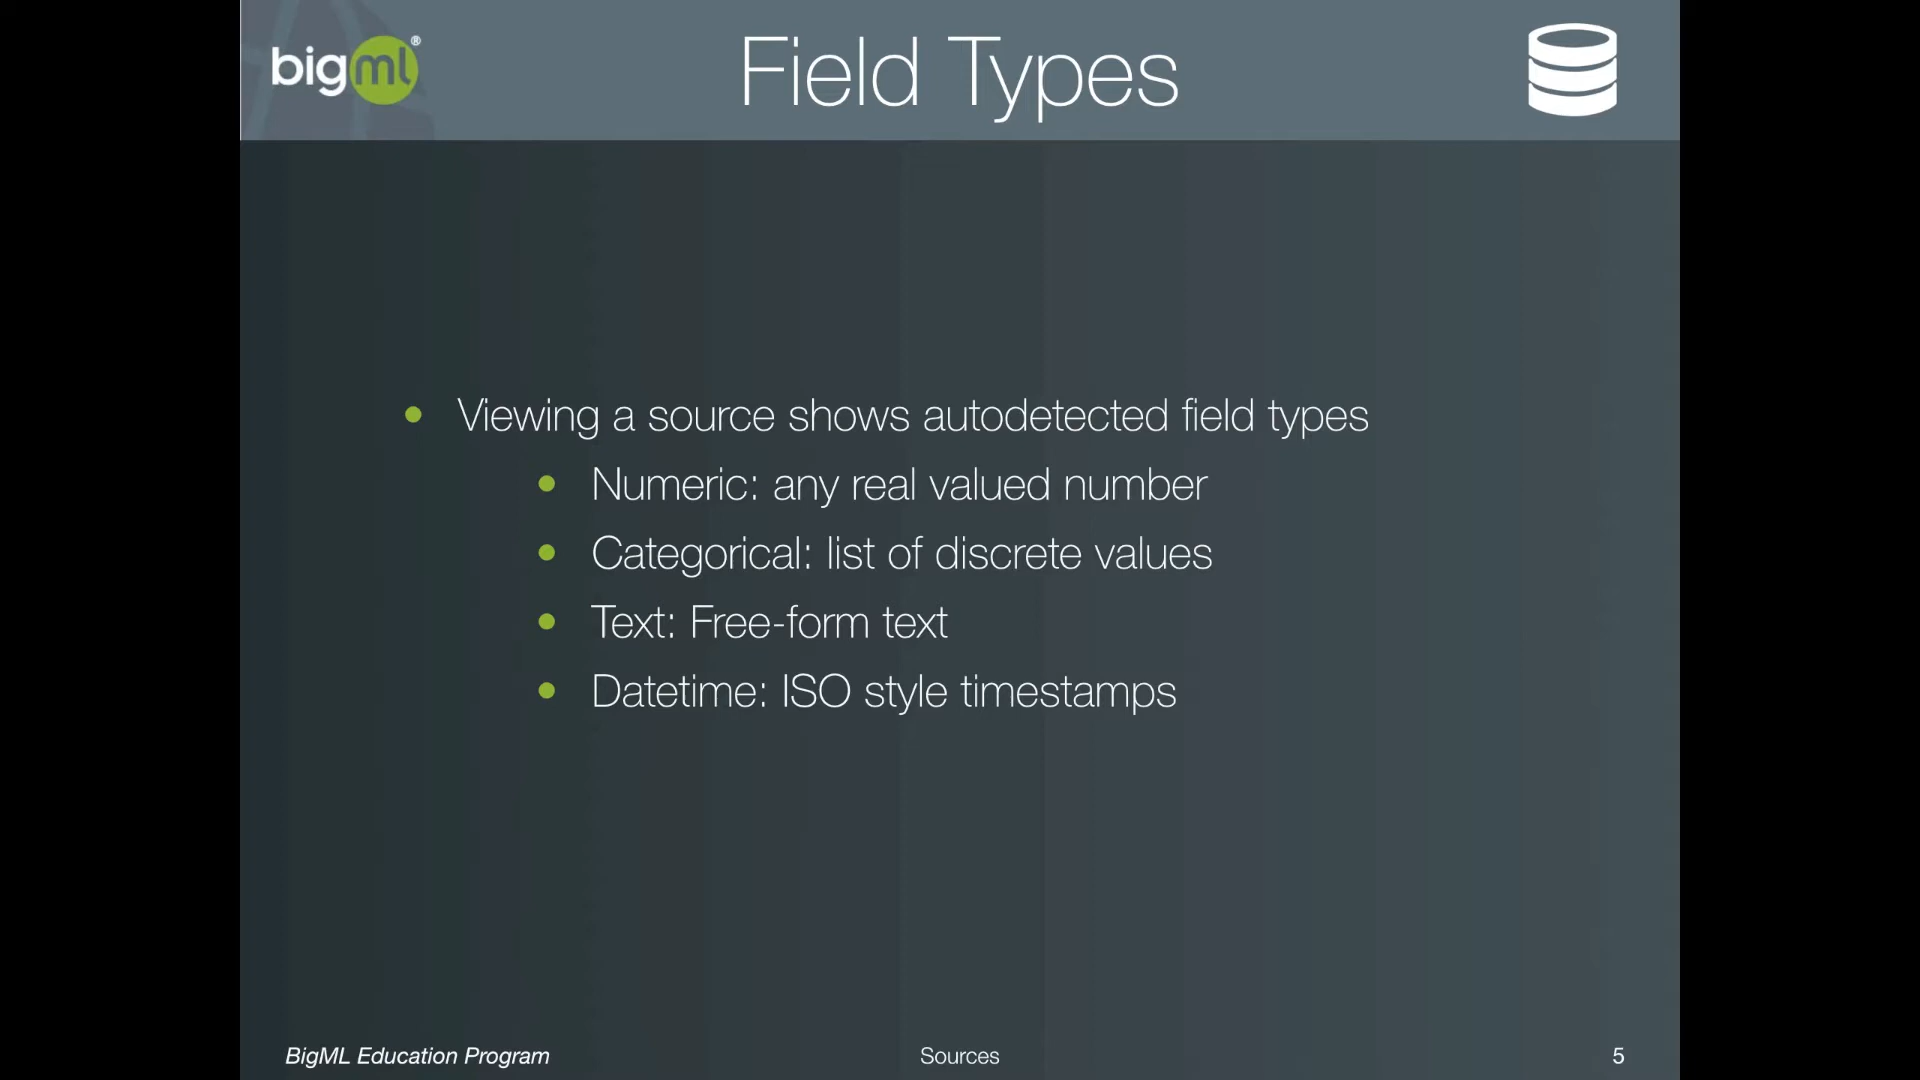 bigml®
Field Types
• Viewing a source shows autodetected field types
• Numeric: any real valued number
• Categorical: list of discrete values
• Text: Free-form text
• Datetime: ISO style timestamps
BigML Education Program
Sources
5